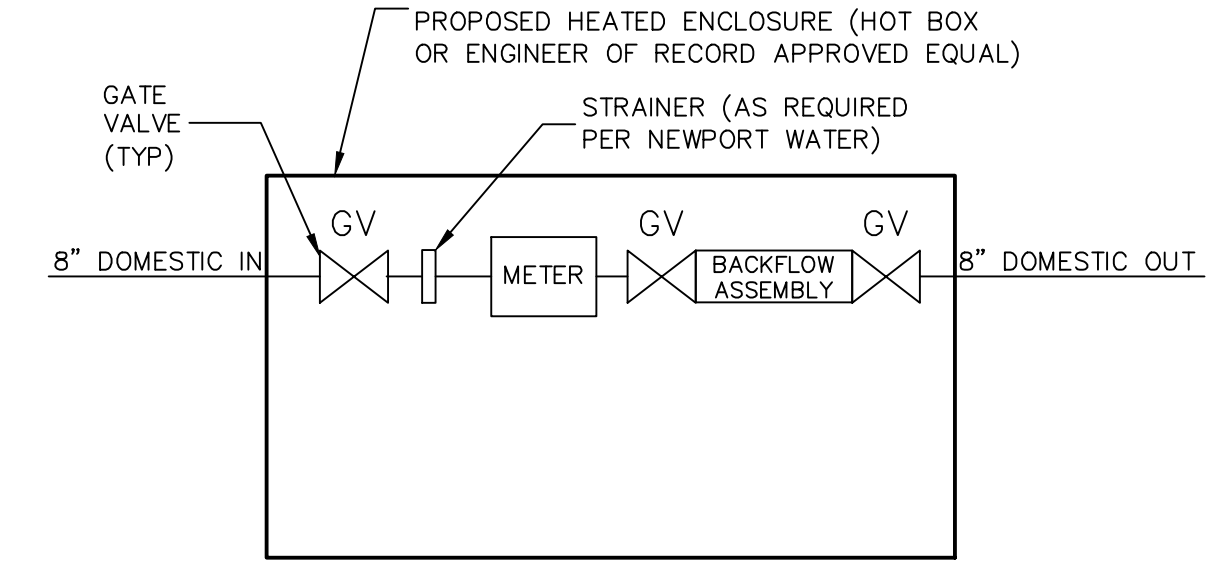 PROPOSED HEATED ENCLOSURE (HOT BOX
OR ENGINEER OF RECORD APPROVED EQUAL)
GATE
VALVE
(TYP)
STRAINER (AS REQUIRED
PER NEWPORT WATER)
GV
GV
GV
8" DOMESTIC IN
METER
BACKFLOW
ASSEMBLY
8" DOMESTIC OUT